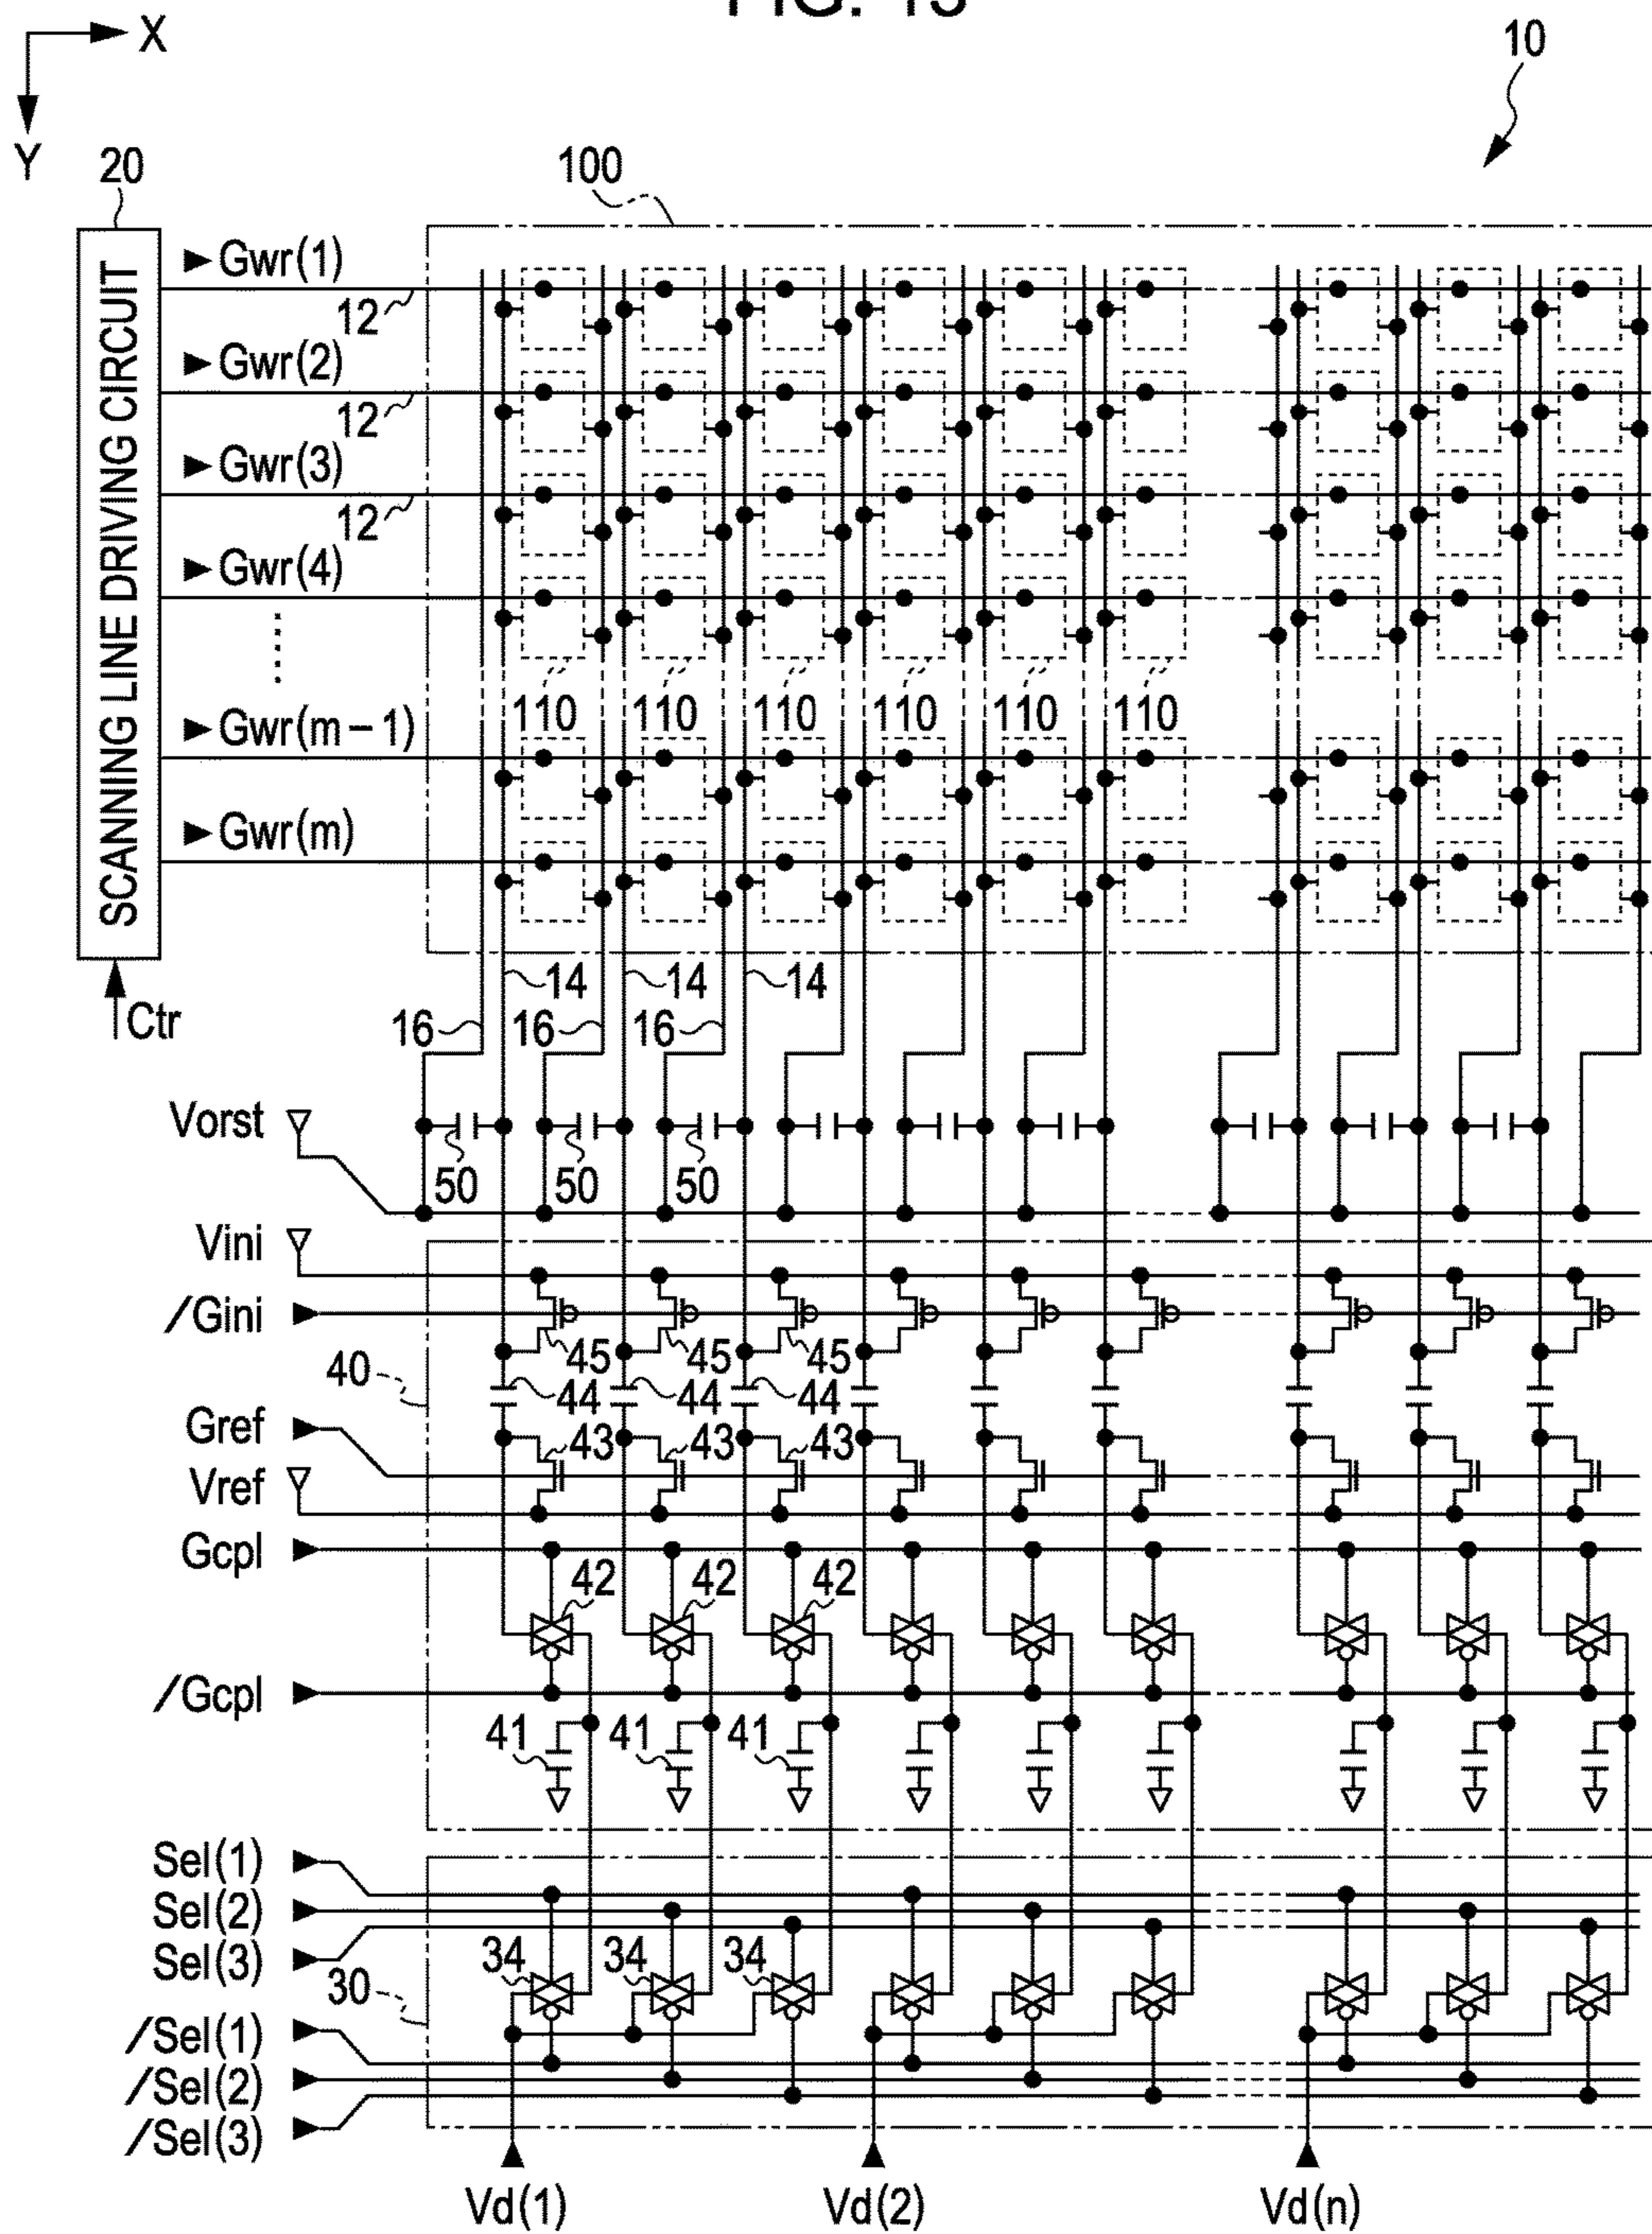 FIG. 13
X
10
Y
20
100
SCANNING LINE DRIVING CIRCUIT
Gwr(1)
12
Gwr(2)
12
Gwr(3)
12
Gwr(4)
110 110 110 110 110 110
Gwr(m-1)
Gwr(m)
14 14 14
Ctr
16 16 16
Vorst
50 50 50
Vini
/Gini
45 45 45
40
44 44 44
Gref
43 43 43
Vref
Gcpl
42 42 42
/Gcpl
41 41 41
Sel(1)
Sel(2)
Sel(3)
34 34 34
30
/Sel(1)
/Sel(2)
/Sel(3)
Vd(1) Vd(2) Vd(n)